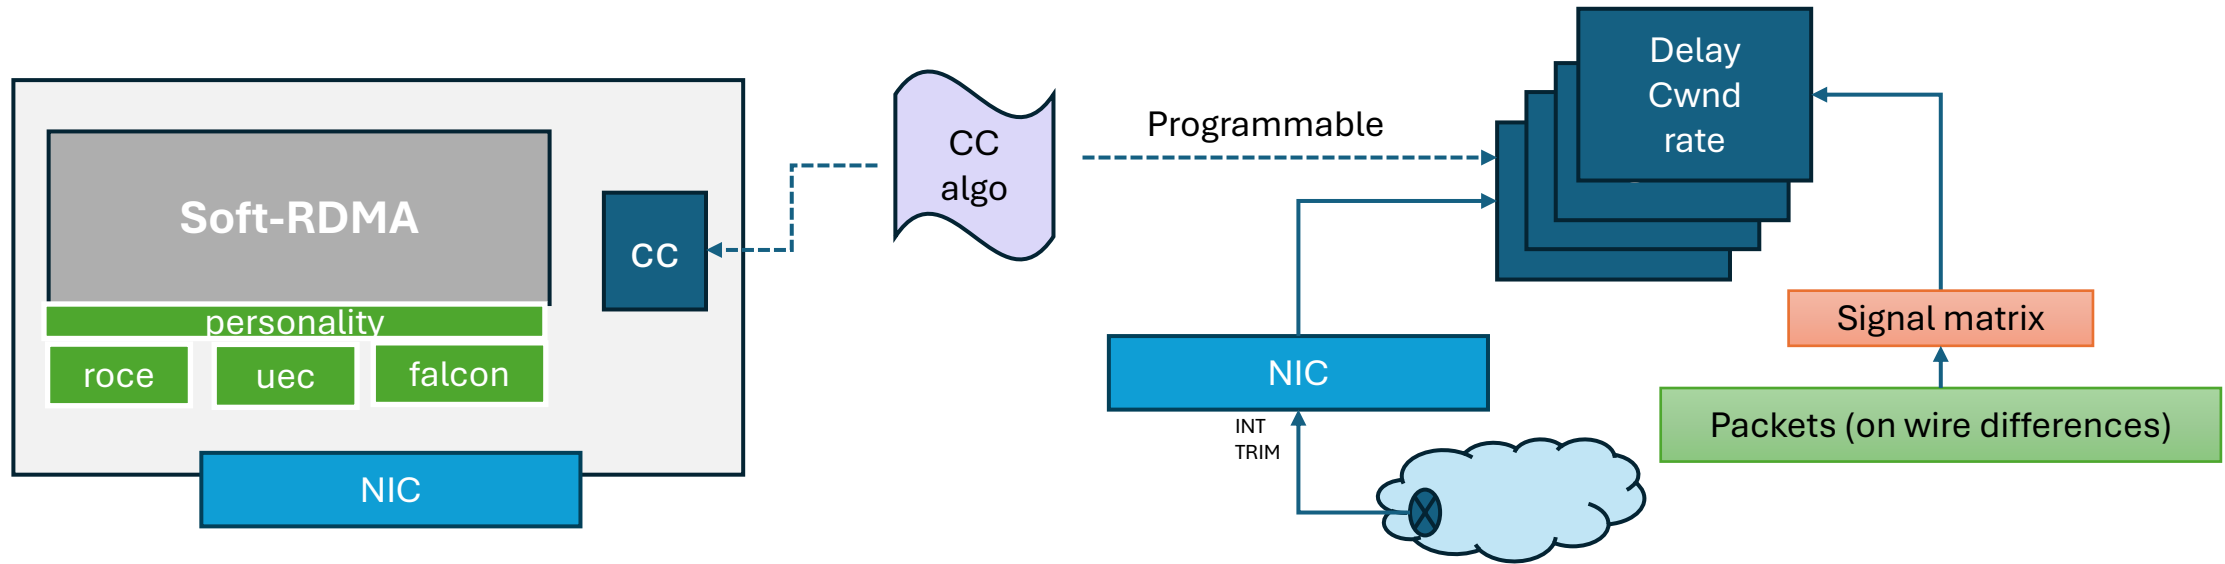 Soft-RDMA
personality
roce
uec
falcon
NIC
cc
CC
algo
Programmable
Delay
Cwnd
rate
NIC
INT
TRIM
Signal matrix
Packets (on wire differences)